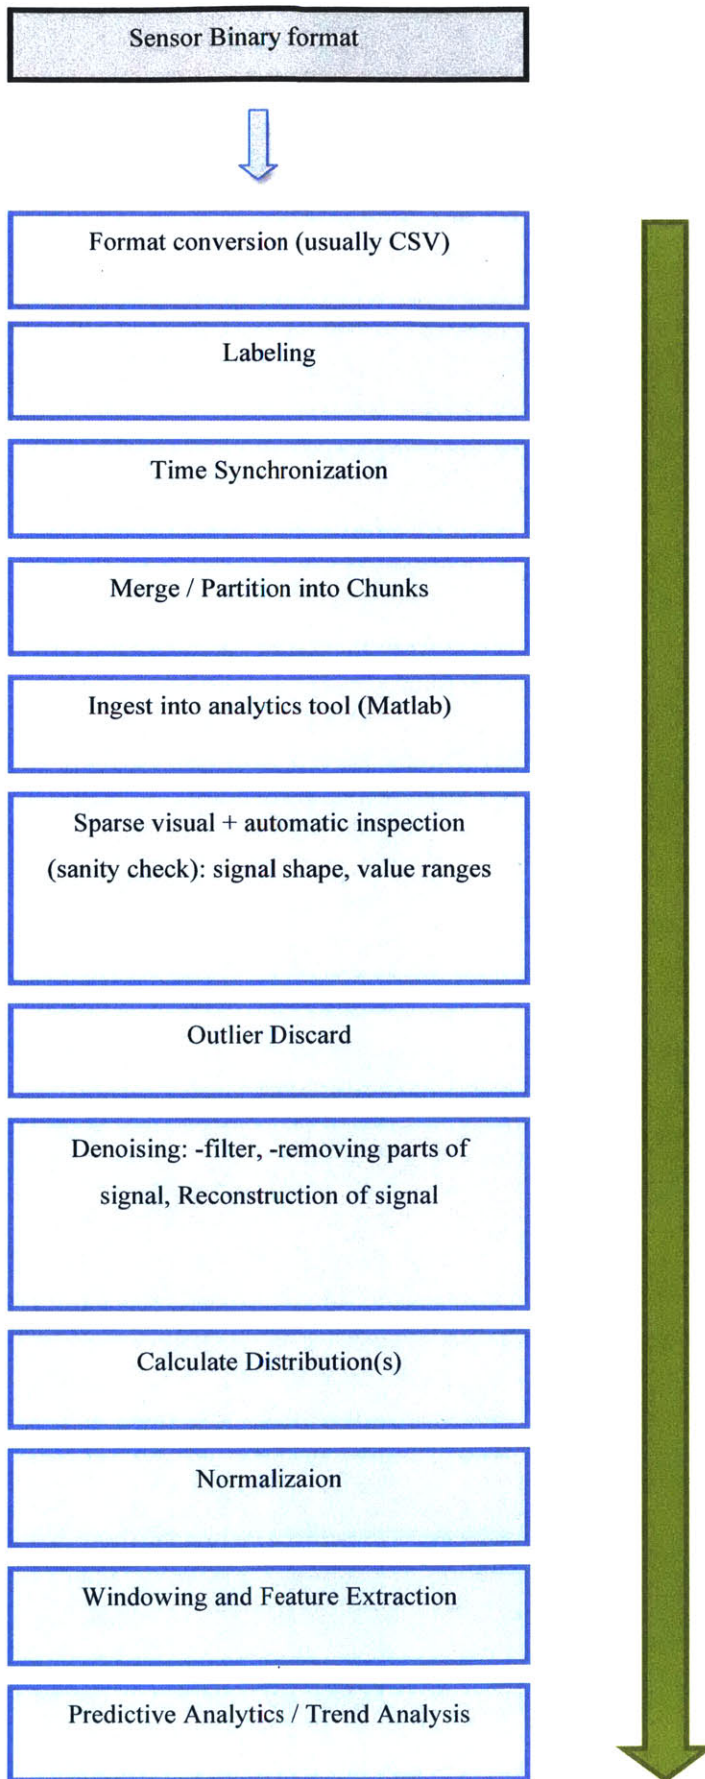 Sensor Binary format
Format conversion (usually CSV)
Labeling
Time Synchronization
Merge / Partition into Chunks
Ingest into analytics tool (Matlab)
Sparse visual + automatic inspection
(sanity check): signal shape, value ranges
Outlier Discard
Denoising: -filter, -removing parts of
signal, Reconstruction of signal
Calculate Distribution(s)
Normalizaion
Windowing and Feature Extraction
Predictive Analytics / Trend Analysis